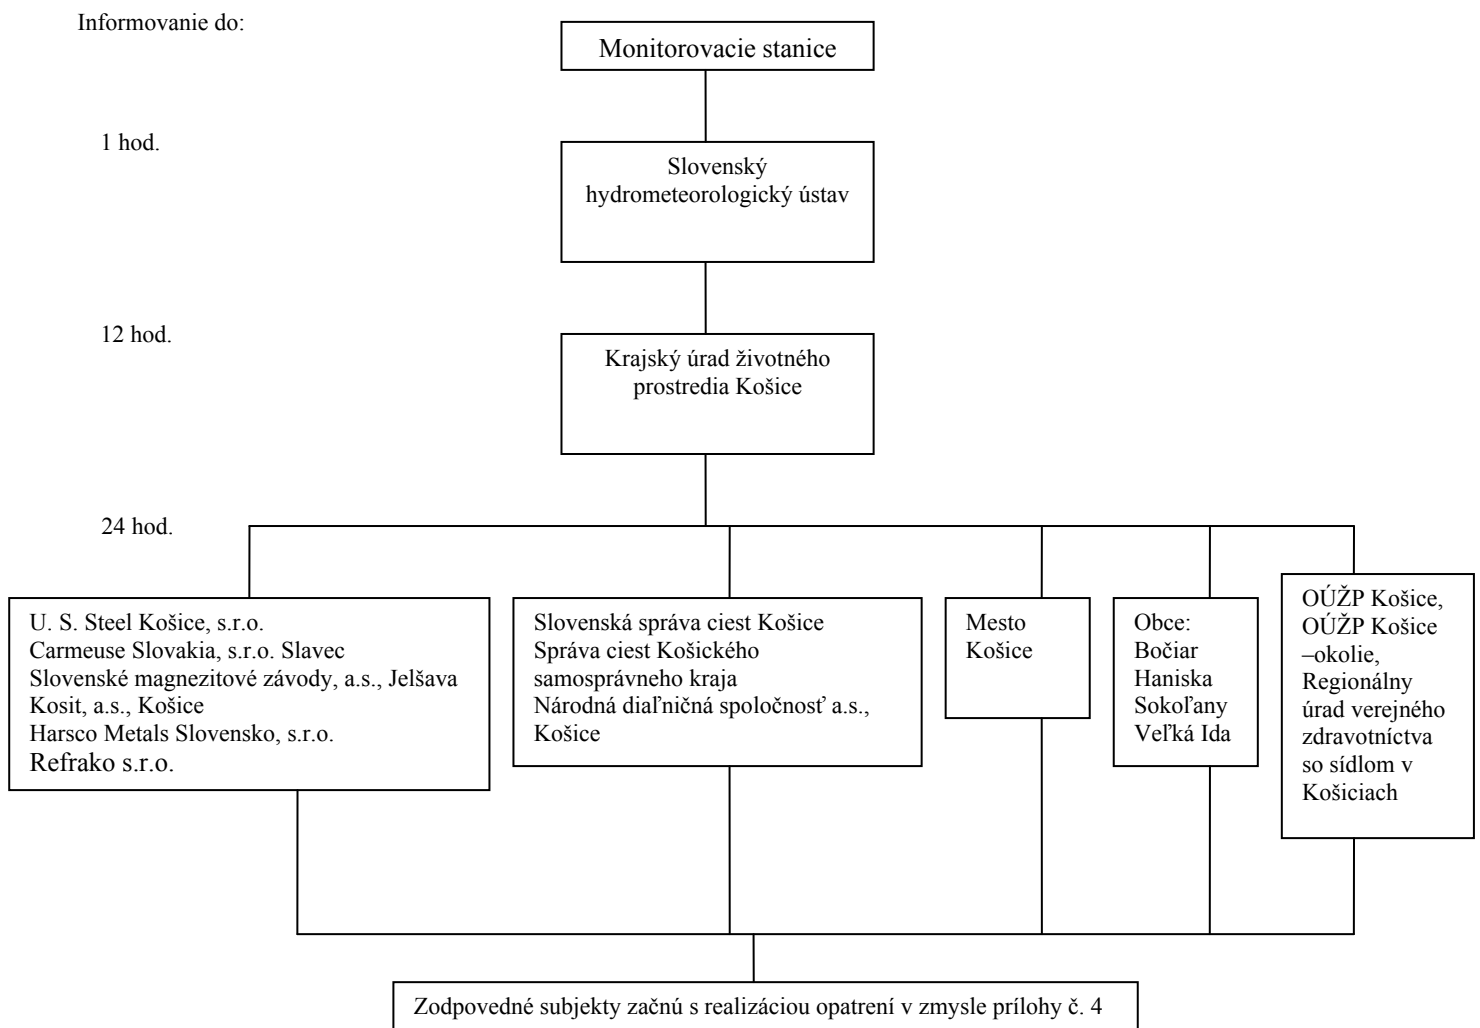 Informovanie do:
Monitorovacie stanice
1 hod.
Slovenský
hydrometeorologický ústav
12 hod.
Krajský úrad životného
prostredia Košice
24 hod.
U. S. Steel Košice, s.r.o.
Carmeuse Slovakia, s.r.o. Slavec
Slovenské magnezitové závody, a.s., Jelšava
Kosit, a.s., Košice
Harsco Metals Slovensko, s.r.o.
Refrako s.r.o.
Slovenská správa ciest Košice
Správa ciest Košického
samosprávneho kraja
Národná diaľničná spoločnosť a.s.,
Košice
Mesto
Košice
Obce:
Bočiar
Haniska
Sokoľany
Veľká Ida
OÚŽP Košice,
OÚŽP Košice
–okolie,
Regionálny
úrad verejného
zdravotníctva
so sídlom v
Košiciach
Zodpovedné subjekty začnú s realizáciou opatrení v zmysle prílohy č. 4